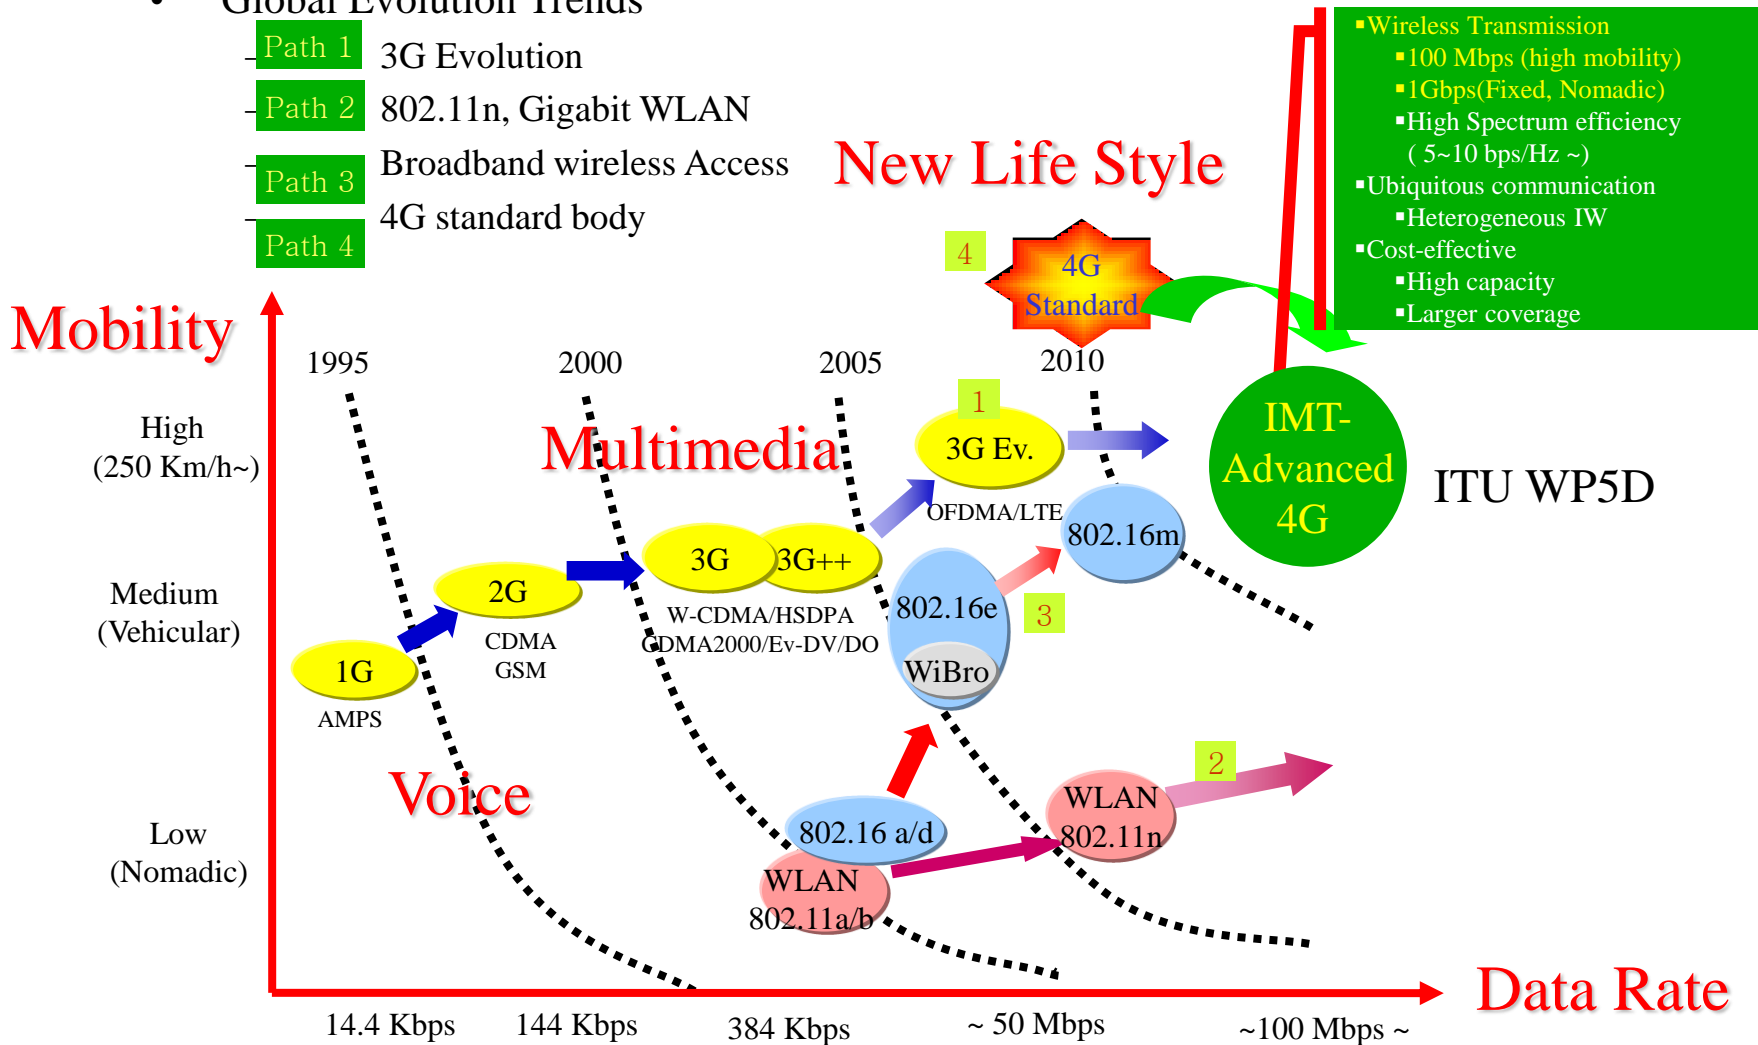 • Global Evolution Trends
– Path 1 3G Evolution
– Path 2 802.11n, Gigabit WLAN
– Path 3 Broadband wireless Access
– Path 4 4G standard body
▪Wireless Transmission
▪100 Mbps (high mobility)
▪1Gbps(Fixed, Nomadic)
▪High Spectrum efficiency
( 5~10 bps/Hz ~)
▪Ubiquitous communication
▪Heterogeneous IW
▪Cost-effective
▪High capacity
▪Larger coverage
New Life Style
4
4G
Standard
Mobility
1995
2000
2005
2010
High
(250 Km/h~)
Multimedia
1
3G Ev.
OFDMA/LTE
IMT-
Advanced
4G
ITU WP5D
802.16m
3G
3G++
W-CDMA/HSDPA
CDMA2000/Ev-DV/DO
2G
CDMA
GSM
Medium
(Vehicular)
1G
AMPS
802.16e
WiBro
3
Voice
2
WLAN
802.11n
Low
(Nomadic)
802.16 a/d
WLAN
802.11a/b
Data Rate
14.4 Kbps
144 Kbps
384 Kbps
~ 50 Mbps
~100 Mbps ~